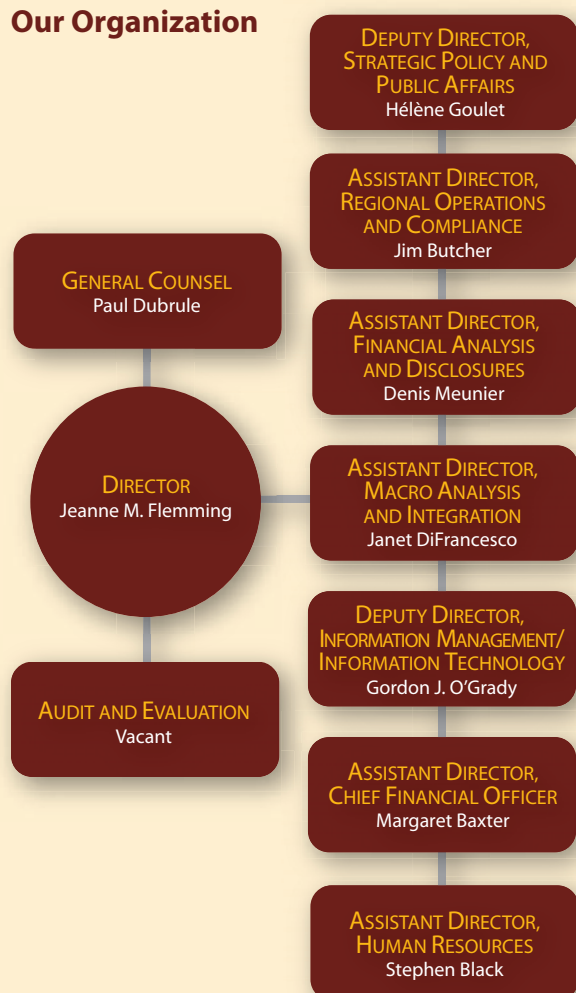 Our Organization
DEPUTY DIRECTOR,
STRATEGIC POLICY AND
PUBLIC AFFAIRS
Hélène Goulet
ASSISTANT DIRECTOR,
REGIONAL OPERATIONS
AND COMPLIANCE
Jim Butcher
GENERAL COUNSEL
Paul Dubrule
ASSISTANT DIRECTOR,
FINANCIAL ANALYSIS
AND DISCLOSURES
Denis Meunier
DIRECTOR
Jeanne M. Flemming
ASSISTANT DIRECTOR,
MACRO ANALYSIS
AND INTEGRATION
Janet DiFrancesco
DEPUTY DIRECTOR,
INFORMATION MANAGEMENT/
INFORMATION TECHNOLOGY
Gordon J. O'Grady
AUDIT AND EVALUATION
Vacant
ASSISTANT DIRECTOR,
CHIEF FINANCIAL OFFICER
Margaret Baxter
ASSISTANT DIRECTOR,
HUMAN RESOURCES
Stephen Black